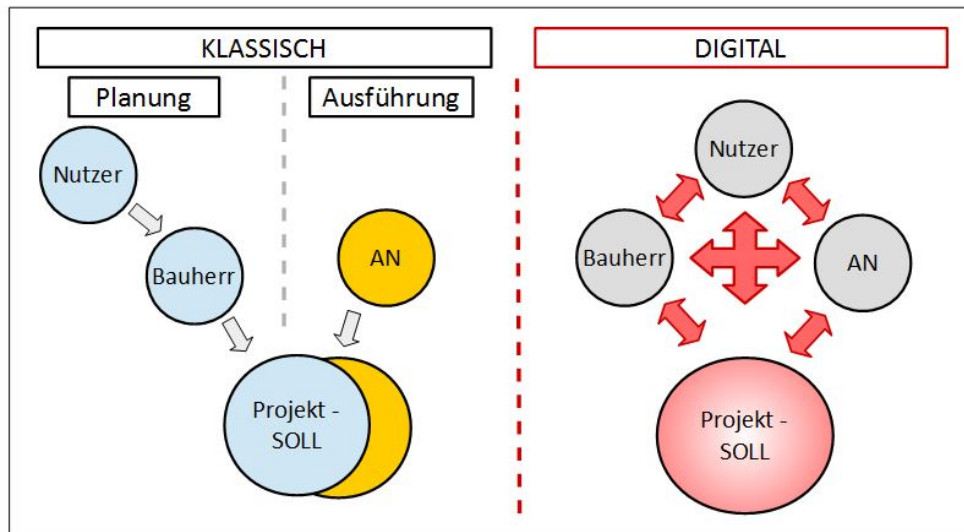 KLASSISCH
Planung
Ausführung
Nutzer
Bauherr
AN
Projekt -
SOLL
DIGITAL
Nutzer
Bauherr
AN
Projekt -
SOLL